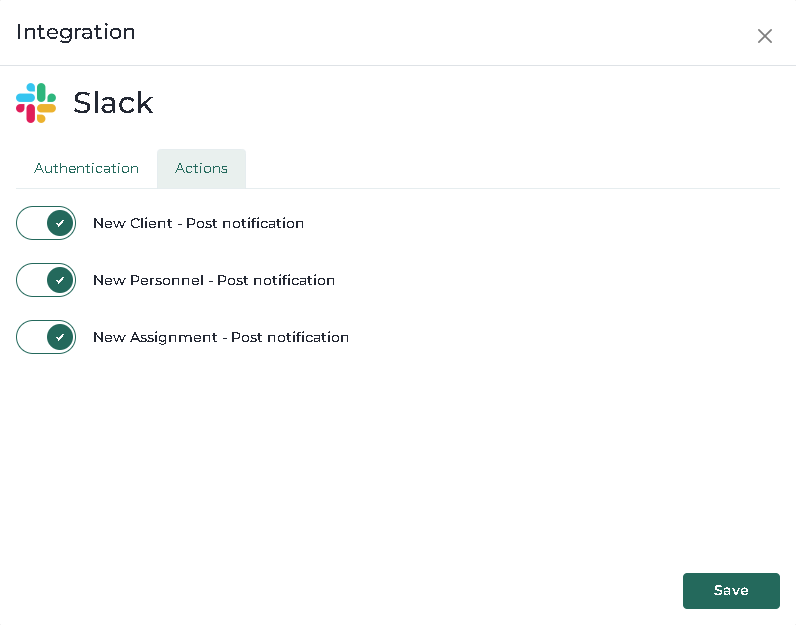 Integration
Slack
Authentication Actions
New Client - Post notification
New Personnel - Post notification
New Assignment - Post notification
Save